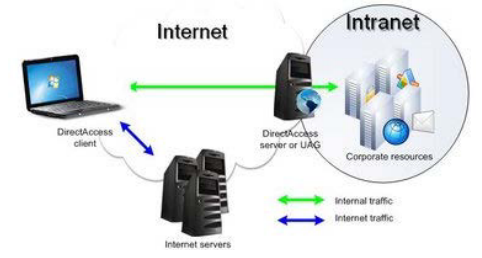 Internet
Intranet
DirectAccess
client
DirectAccess
server or UAG
Corporate resources
Internal traffic
Internet traffic
Internet servers